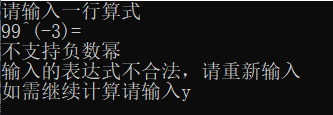 请输入一行算式
99^(-3)=
不支持负数幂
输入的表达式不合法，请重新输入
如需继续计算请输入y